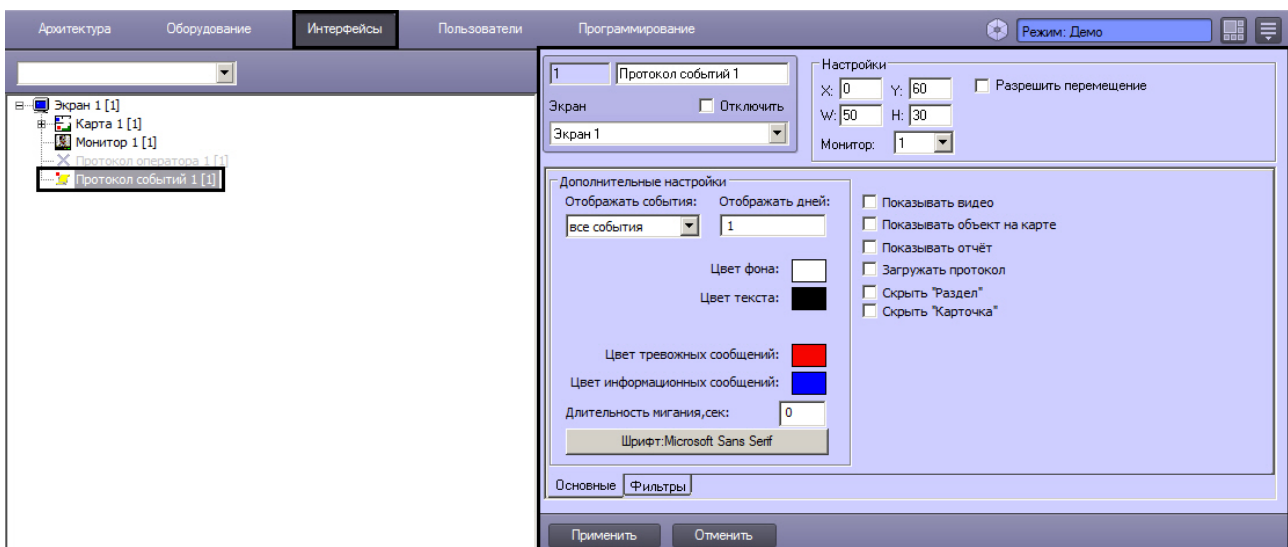 Архитектура Оборудование Интерфейсы Пользователи Программирование Режим: Демо
Экран 1 [1]
Карта 1 [1]
Монитор 1 [1]
Протокол оператора 1 [1]
Протокол событий 1 [1]
1 Протокол событий 1
Экран Отключить
Экран 1
Настройки
X: 0 Y: 60 Разрешить перемещение
W: 50 H: 30
Монитор: 1
Дополнительные настройки
Отображать события: Отображать дней:
все события 1
Цвет фона:
Цвет текста:
Цвет тревожных сообщений:
Цвет информационных сообщений:
Длительность мигания,сек: 0
Шрифт:Microsoft Sans Serif
Показывать видео
Показывать объект на карте
Показывать отчёт
Загружать протокол
Скрыть "Раздел"
Скрыть "Карточка"
Основные Фильтры
Применить Отменить